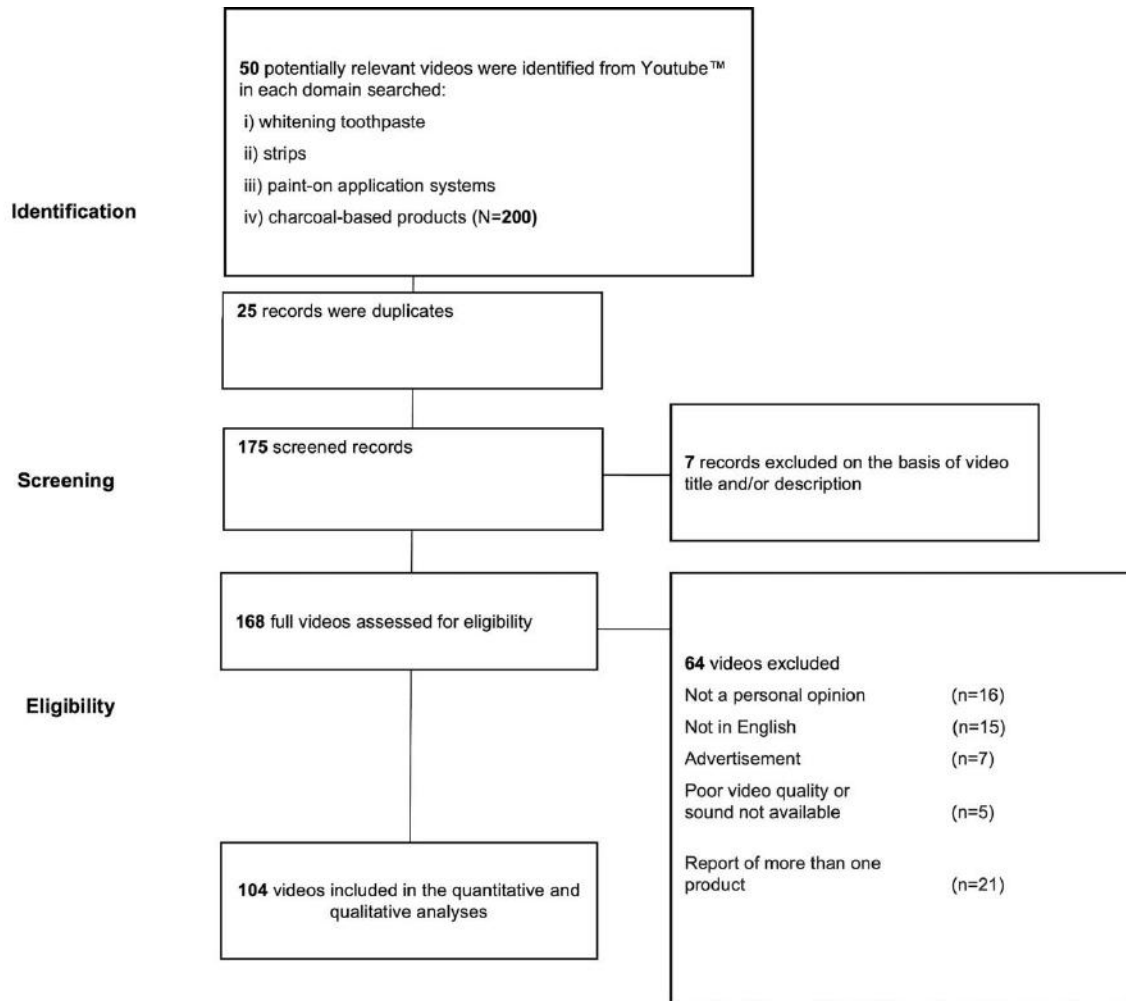 50 potentially relevant videos were identified from Youtube™
in each domain searched:
i) whitening toothpaste
ii) strips
iii) paint-on application systems
iv) charcoal-based products (N=200)
Identification
25 records were duplicates
175 screened records
7 records excluded on the basis of video
title and/or description
Screening
168 full videos assessed for eligibility
64 videos excluded
Not a personal opinion (n=16)
Not in English (n=15)
Advertisement (n=7)
Poor video quality or
sound not available (n=5)
Report of more than one
product (n=21)
Eligibility
104 videos included in the quantitative and
qualitative analyses